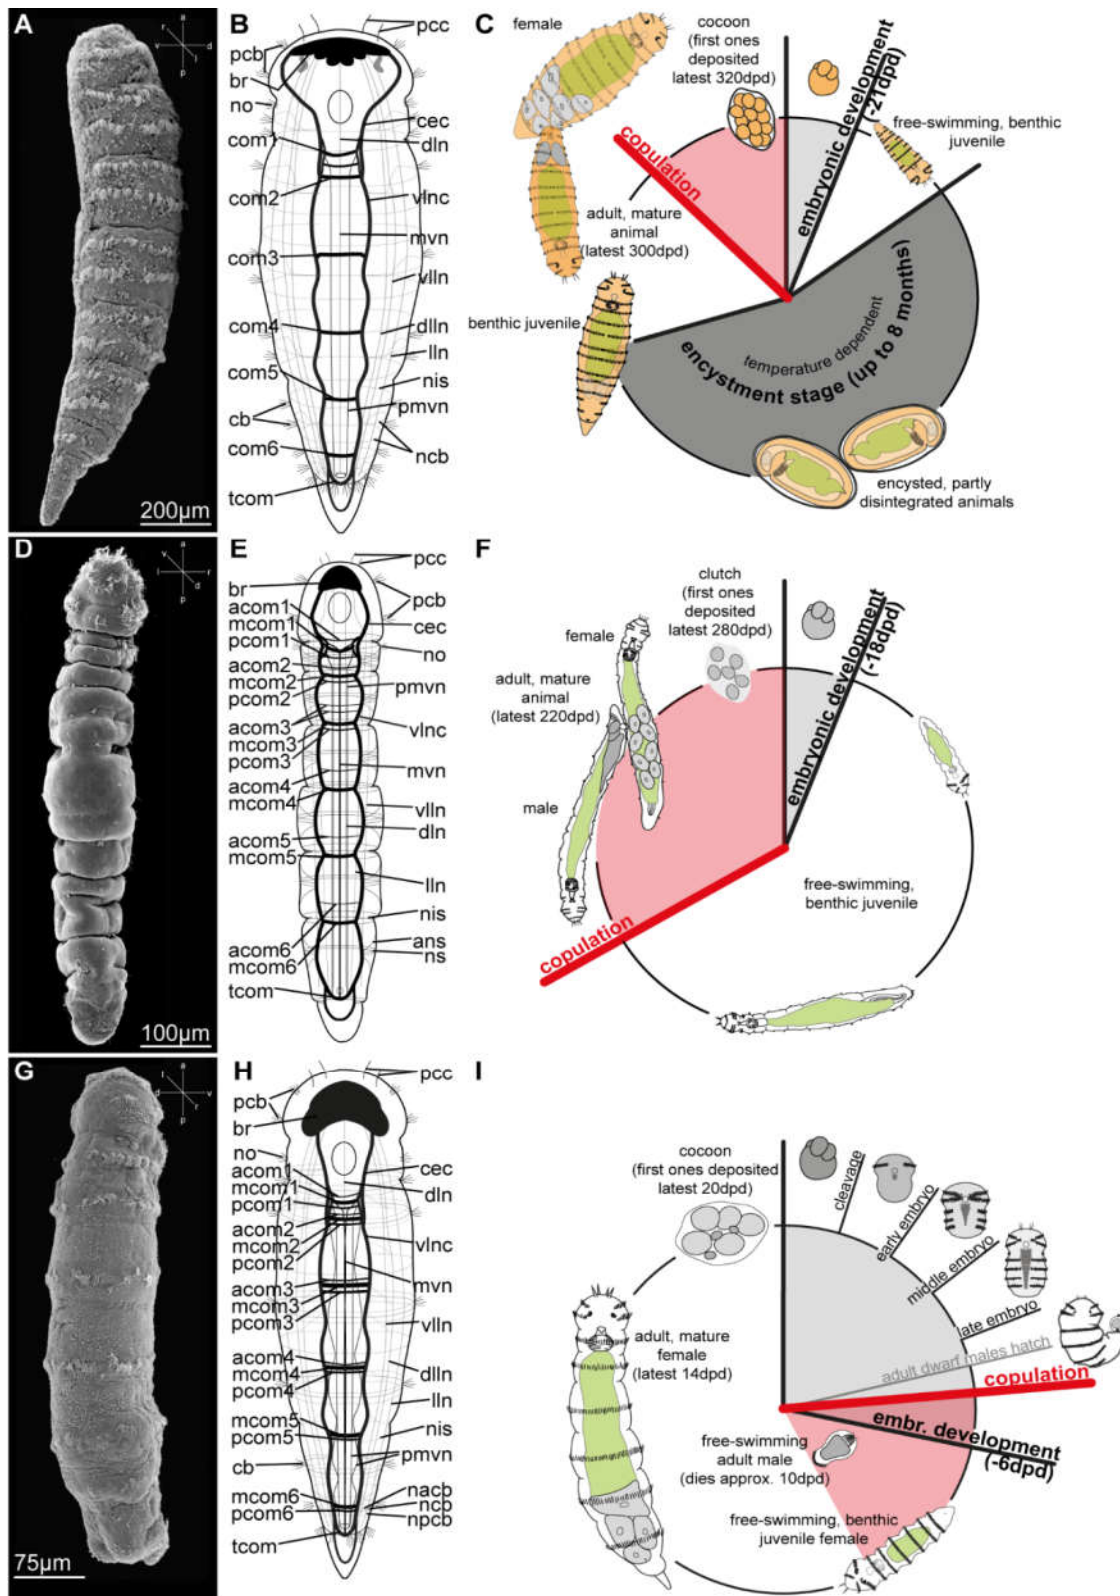 A
a
r
v
d
l
p
200µm
B
pcc
pcb
br
no
cec
com1
dln
com2
vlnc
mvn
com3
vlln
com4
dlln
lln
com5
nis
pmvn
cb
ncb
com6
tcom
C
female
cocoon
(first ones
deposited
latest 320dpd)
embryonic development
(-21dpd)
free-swimming, benthic
juvenile
copulation
adult, mature
animal
(latest 300dpd)
benthic juvenile
temperature dependent
encystment stage (up to 8 months)
encysted, partly
disintegrated animals
D
a
v
l
r
d
p
100µm
E
pcc
br
pcb
acom1
mcom1
cec
pcom1
no
acom2
mcom2
pmvn
pcom2
acom3
vlnc
mcom3
pcom3
mvn
acom4
mcom4
vlln
dln
acom5
mcom5
lln
nis
acom6
ans
mcom6
ns
tcom
F
clutch
(first ones
deposited
latest 280dpd)
female
adult, mature
animal
(latest 220dpd)
male
embryonic development
(-18dpd)
free-swimming,
benthic juvenile
copulation
G
a
l
d
v
r
p
75µm
H
pcc
pcb
br
no
acom1
cec
mcom1
dln
pcom1
acom2
mcom2
vlnc
pcom2
mvn
acom3
mcom3
pcom3
vlln
acom4
mcom4
dlln
pcom4
lln
mcom5
nis
pcom5
pmvn
cb
nacb
mcom6
ncb
pcom6
npcb
tcom
I
cocoon
(first ones deposited
latest 20dpd)
cleavage
early embryo
middle embryo
late embryo
adult dwarf males hatch
copulation
embr. development
(-6dpd)
adult, mature
female
(latest 14dpd)
free-swimming
adult male
(dies approx. 10dpd)
free-swimming, benthic
juvenile female